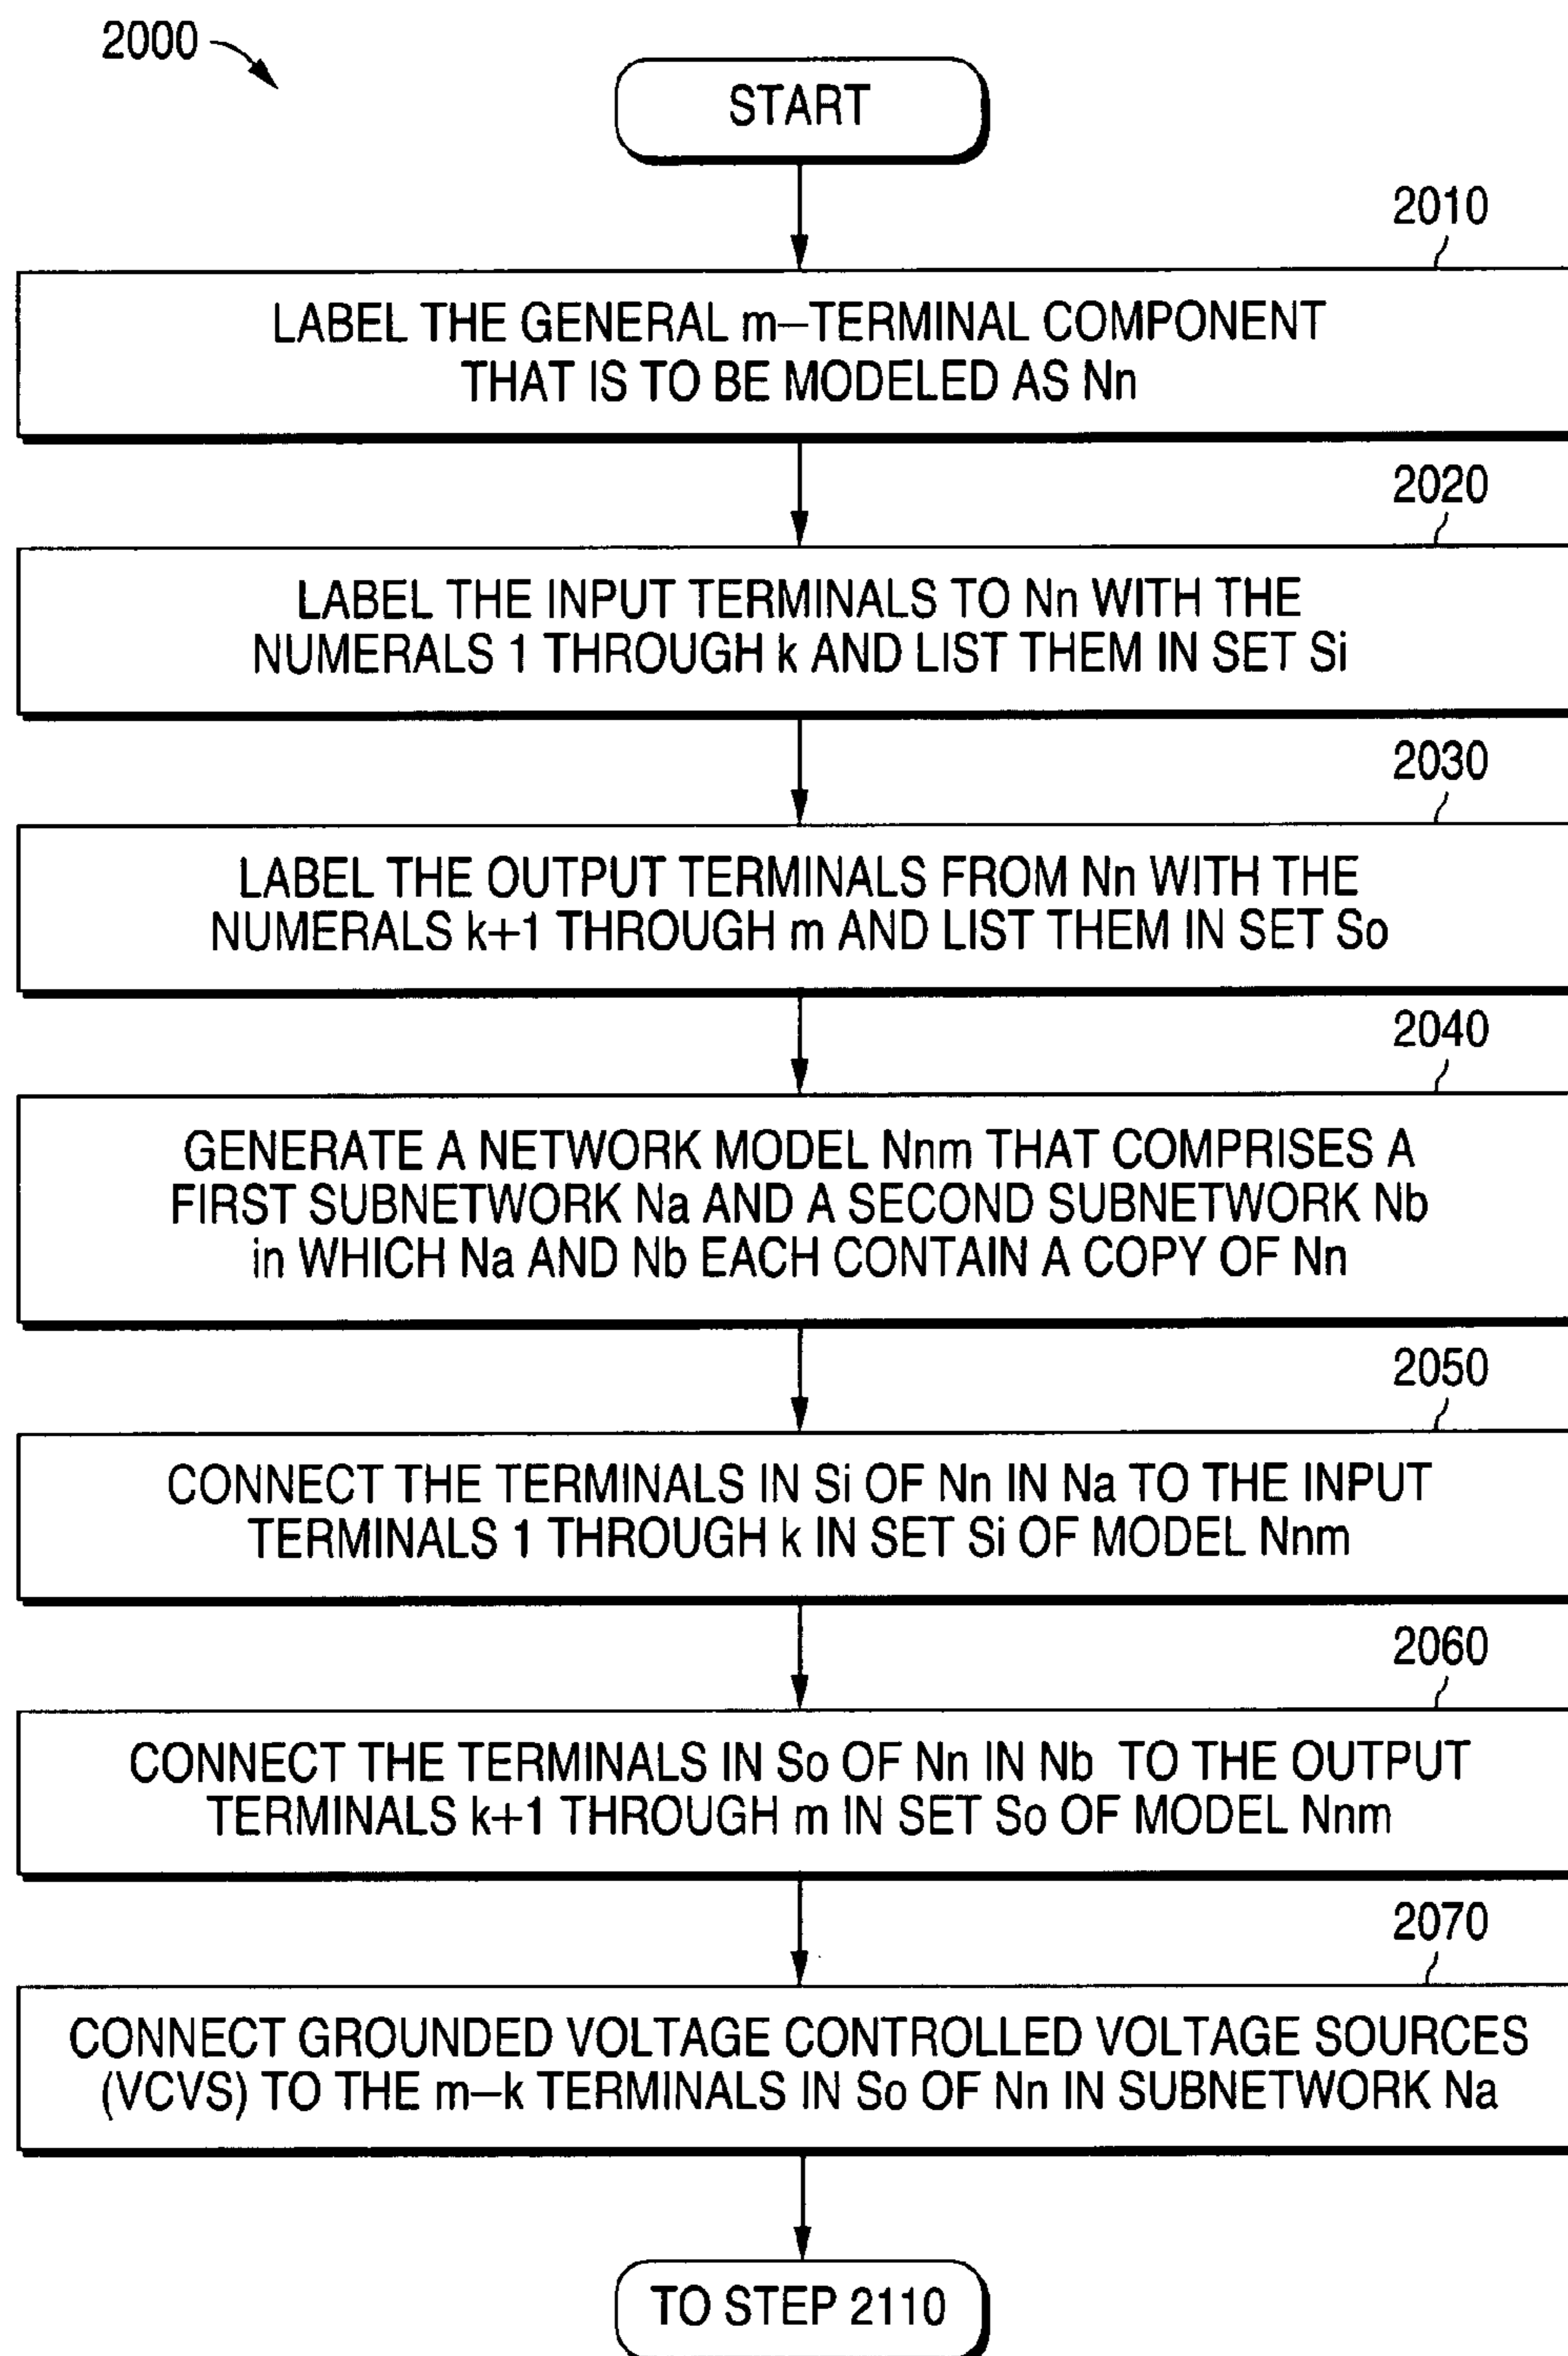 2000
START
2010
LABEL THE GENERAL m–TERMINAL COMPONENT
THAT IS TO BE MODELED AS Nn
2020
LABEL THE INPUT TERMINALS TO Nn WITH THE
NUMERALS 1 THROUGH k AND LIST THEM IN SET Si
2030
LABEL THE OUTPUT TERMINALS FROM Nn WITH THE
NUMERALS k+1 THROUGH m AND LIST THEM IN SET So
2040
GENERATE A NETWORK MODEL Nnm THAT COMPRISES A
FIRST SUBNETWORK Na AND A SECOND SUBNETWORK Nb
in WHICH Na AND Nb EACH CONTAIN A COPY OF Nn
2050
CONNECT THE TERMINALS IN Si OF Nn IN Na TO THE INPUT
TERMINALS 1 THROUGH k IN SET Si OF MODEL Nnm
2060
CONNECT THE TERMINALS IN So OF Nn IN Nb TO THE OUTPUT
TERMINALS k+1 THROUGH m IN SET So OF MODEL Nnm
2070
CONNECT GROUNDED VOLTAGE CONTROLLED VOLTAGE SOURCES
(VCVS) TO THE m–k TERMINALS IN So OF Nn IN SUBNETWORK Na
TO STEP 2110